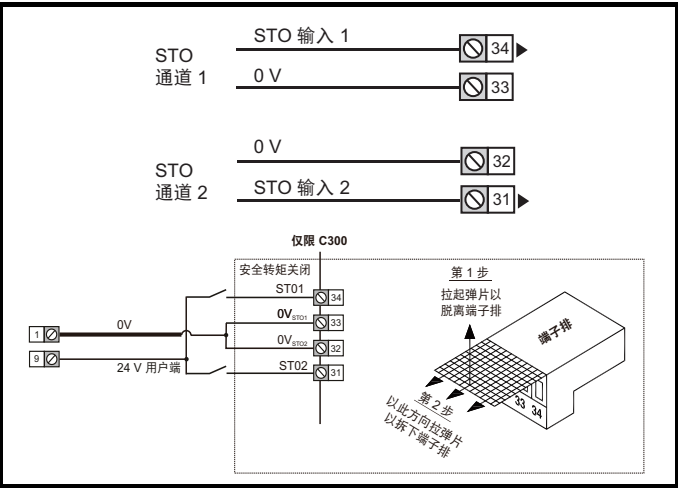 STO 输入 1
34
STO
通道 1
0 V
33
0 V
32
STO
通道 2
STO 输入 2
31
仅限 C300
安全转矩关闭
ST01
34
0V STO1
33
0V STO2
32
ST02
31
1
0V
9
24 V 用户端
第 1 步
拉起弹片以
脱离端子排
端子排
33 34
第 2 步
以此方向拉弹片
以拆下端子排